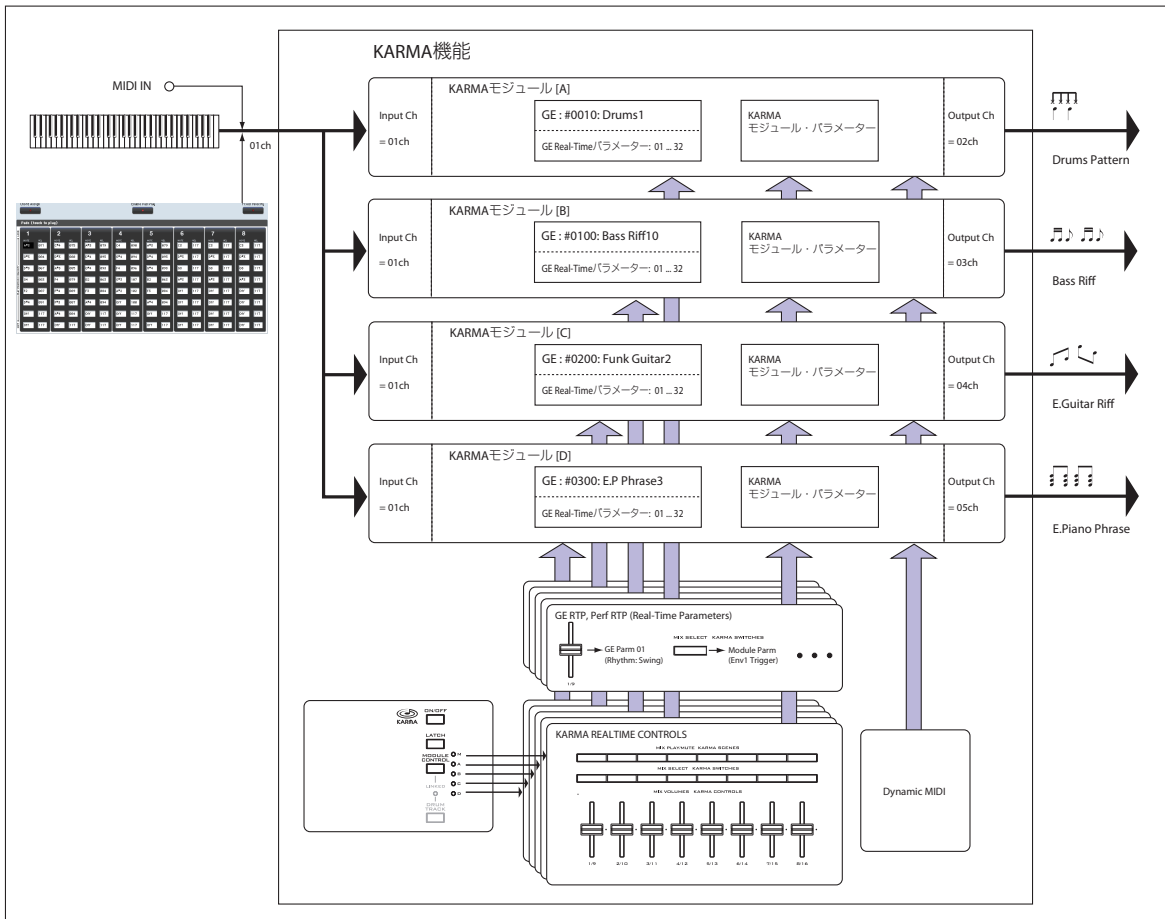 KARMA機能
MIDI IN
01ch
KARMAモジュール [A]
Input Ch
= 01ch
GE : #0010: Drums1
GE Real-Timeパラメーター: 01 ... 32
KARMA
モジュール・パラメーター
Output Ch
= 02ch
Drums Pattern
KARMAモジュール [B]
Input Ch
= 01ch
GE : #0100: Bass Riff10
GE Real-Timeパラメーター: 01 ... 32
KARMA
モジュール・パラメーター
Output Ch
= 03ch
Bass Riff
1 2 3 4 5 6 7 8
KARMAモジュール [C]
Input Ch
= 01ch
GE : #0200: Funk Guitar2
GE Real-Timeパラメーター: 01 ... 32
KARMA
モジュール・パラメーター
Output Ch
= 04ch
E.Guitar Riff
KARMAモジュール [D]
Input Ch
= 01ch
GE : #0300: E.P Phrase3
GE Real-Timeパラメーター: 01 ... 32
KARMA
モジュール・パラメーター
Output Ch
= 05ch
E.Piano Phrase
GE RTP, Perf RTP (Real-Time Parameters)
GE Parm 01
(Rhythm: Swing)
1/9
MIX SELECT KARMA SWITCHES
Module Parm
(Env1 Trigger)
KARMA
ON/OFF
LATCH
MODULE
CONTROL
M
A
B
C
D
LINKED
DRUM
TRACK
KARMA REALTIME CONTROLS
MIX PLAY/MUTE KARMA SCENES
MIX SELECT KARMA SWITCHES
MIX VOLUMES KARMA CONTROLS
1/9 2/10 3/11 4/12 5/13 6/14 7/15 8/16
Dynamic MIDI